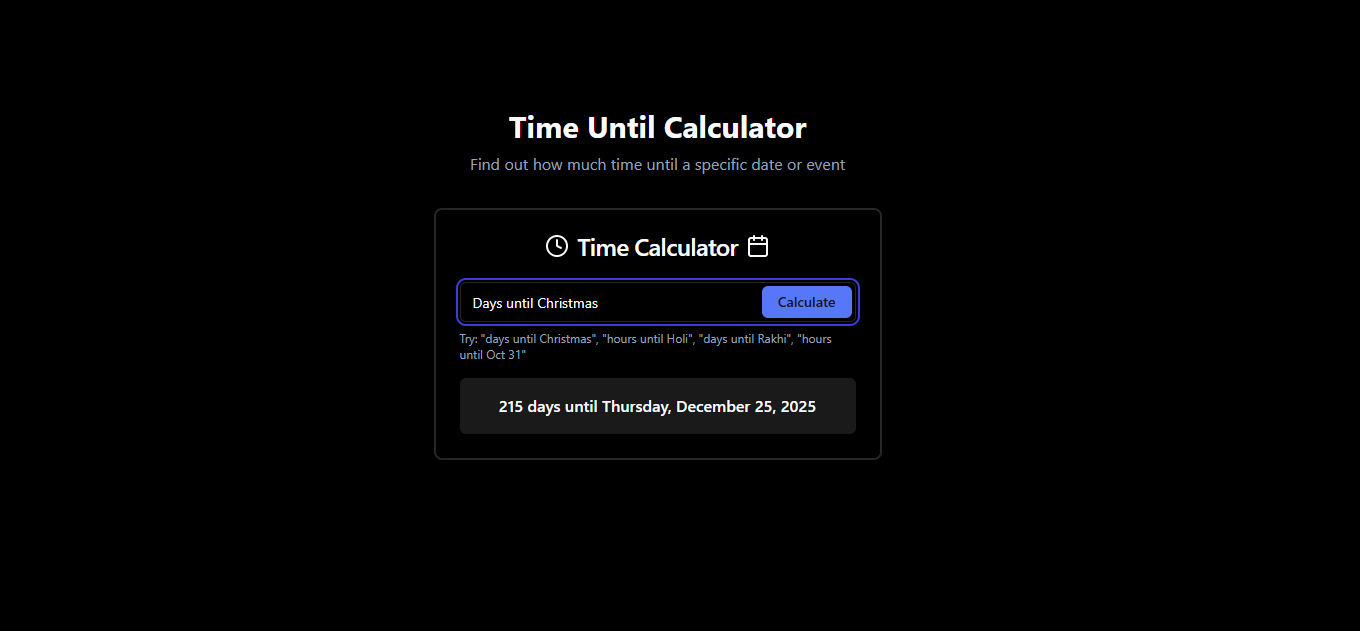 Time Until Calculator
Find out how much time until a specific date or event
Time Calculator
Days until Christmas
Calculate
Try: "days until Christmas", "hours until Holi", "days until Rakhi", "hours
until Oct 31"
215 days until Thursday, December 25, 2025